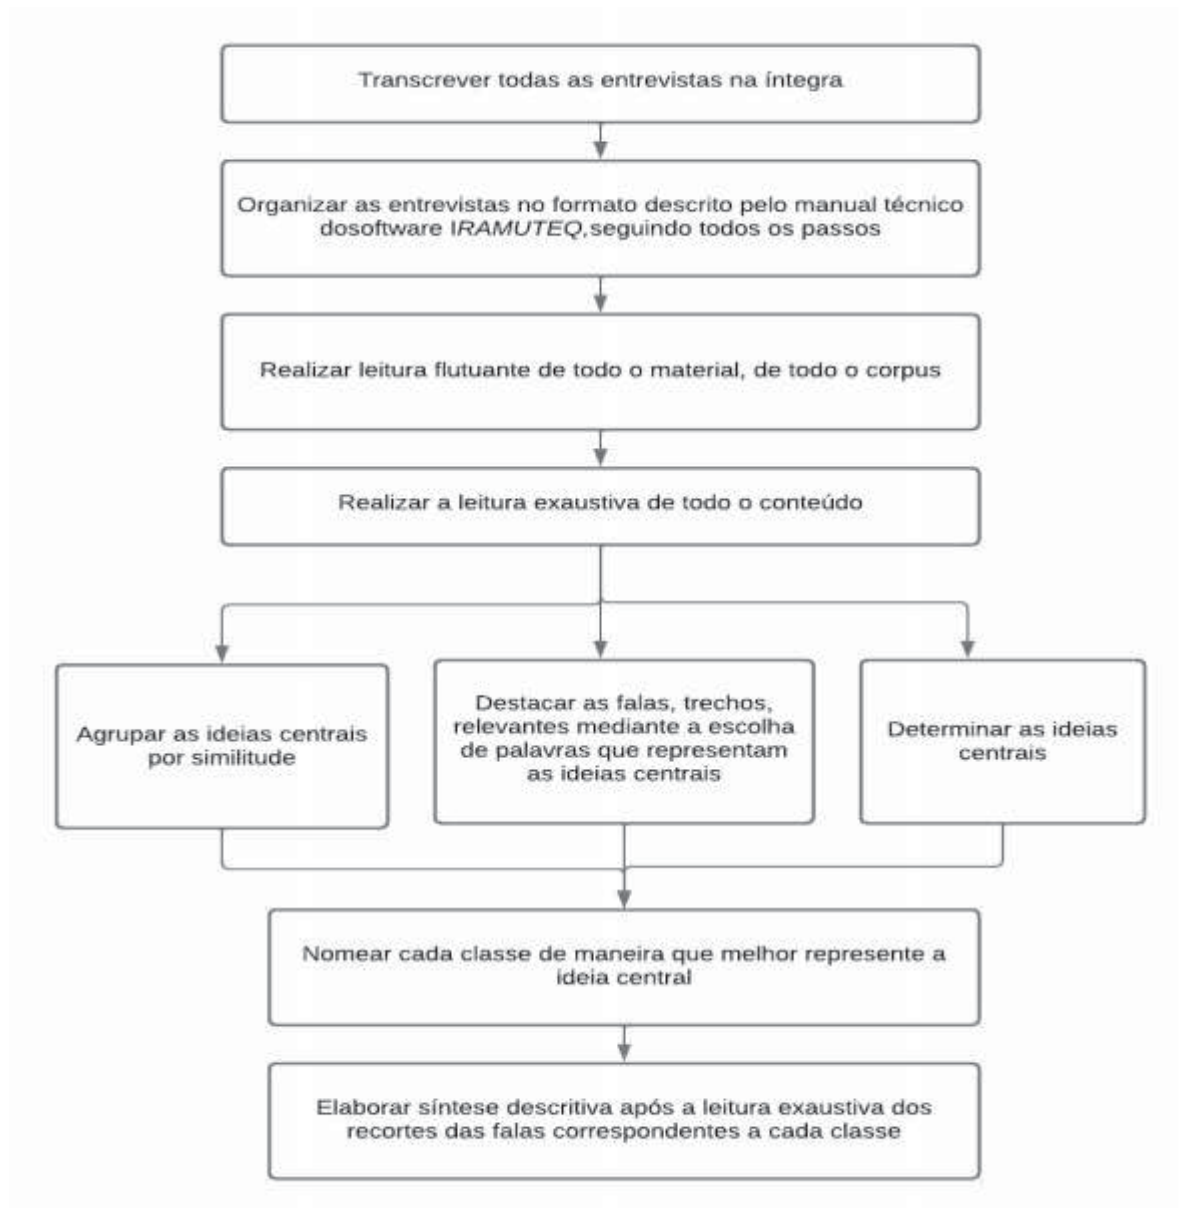 Transcrever todas as entrevistas na íntegra
Organizar as entrevistas no formato descrito pelo manual técnico
dosoftware IRAMUTEQ,seguindo todos os passos
Realizar leitura flutuante de todo o material, de todo o corpus
Realizar a leitura exaustiva de todo o conteúdo
Agrupar as ideias centrais
por similitude
Destacar as falas, trechos,
relevantes mediante a escolha
de palavras que representam
as ideias centrais
Determinar as ideias
centrais
Nomear cada classe de maneira que melhor represente a
ideia central
Elaborar síntese descritiva após a leitura exaustiva dos
recortes das falas correspondentes a cada classe